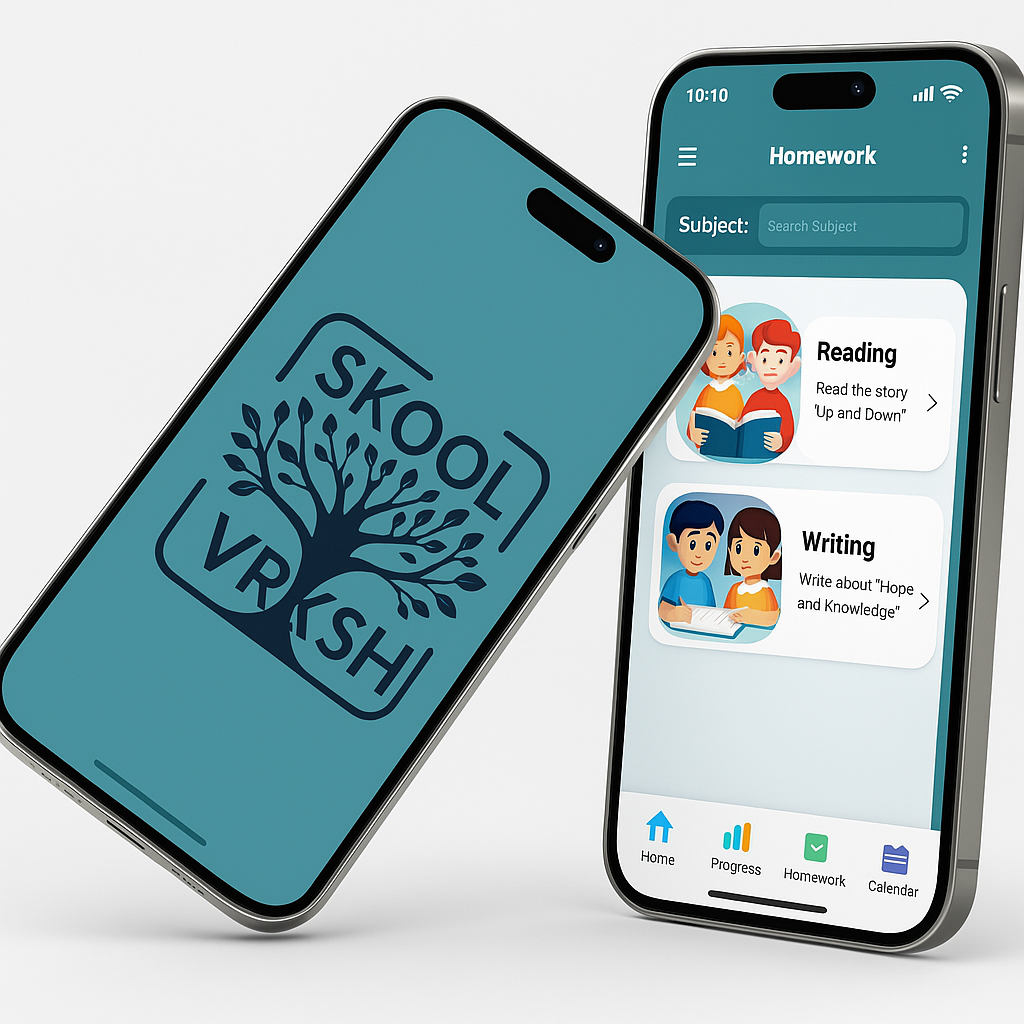 SKOOL
VRKSH
10:10
Homework
Subject: Search Subject
Reading
Read the story
"Up and Down"
Writing
Write about "Hope
and Knowledge"
Home Progress Homework Calendar